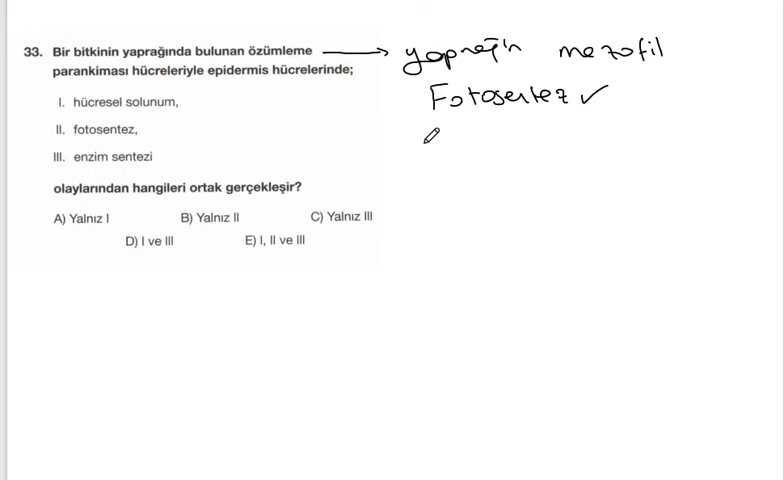 33. Bir bitkinin yaprağında bulunan özümleme
parankiması hücreleriyle epidermis hücrelerinde;
I. hücresel solunum,
II. fotosentez,
III. enzim sentezi
olaylarından hangileri ortak gerçekleşir?
A) Yalnız I B) Yalnız II C) Yalnız III
D) I ve III E) I, II ve III
yaprağın mezofil
Fotosentez ✓